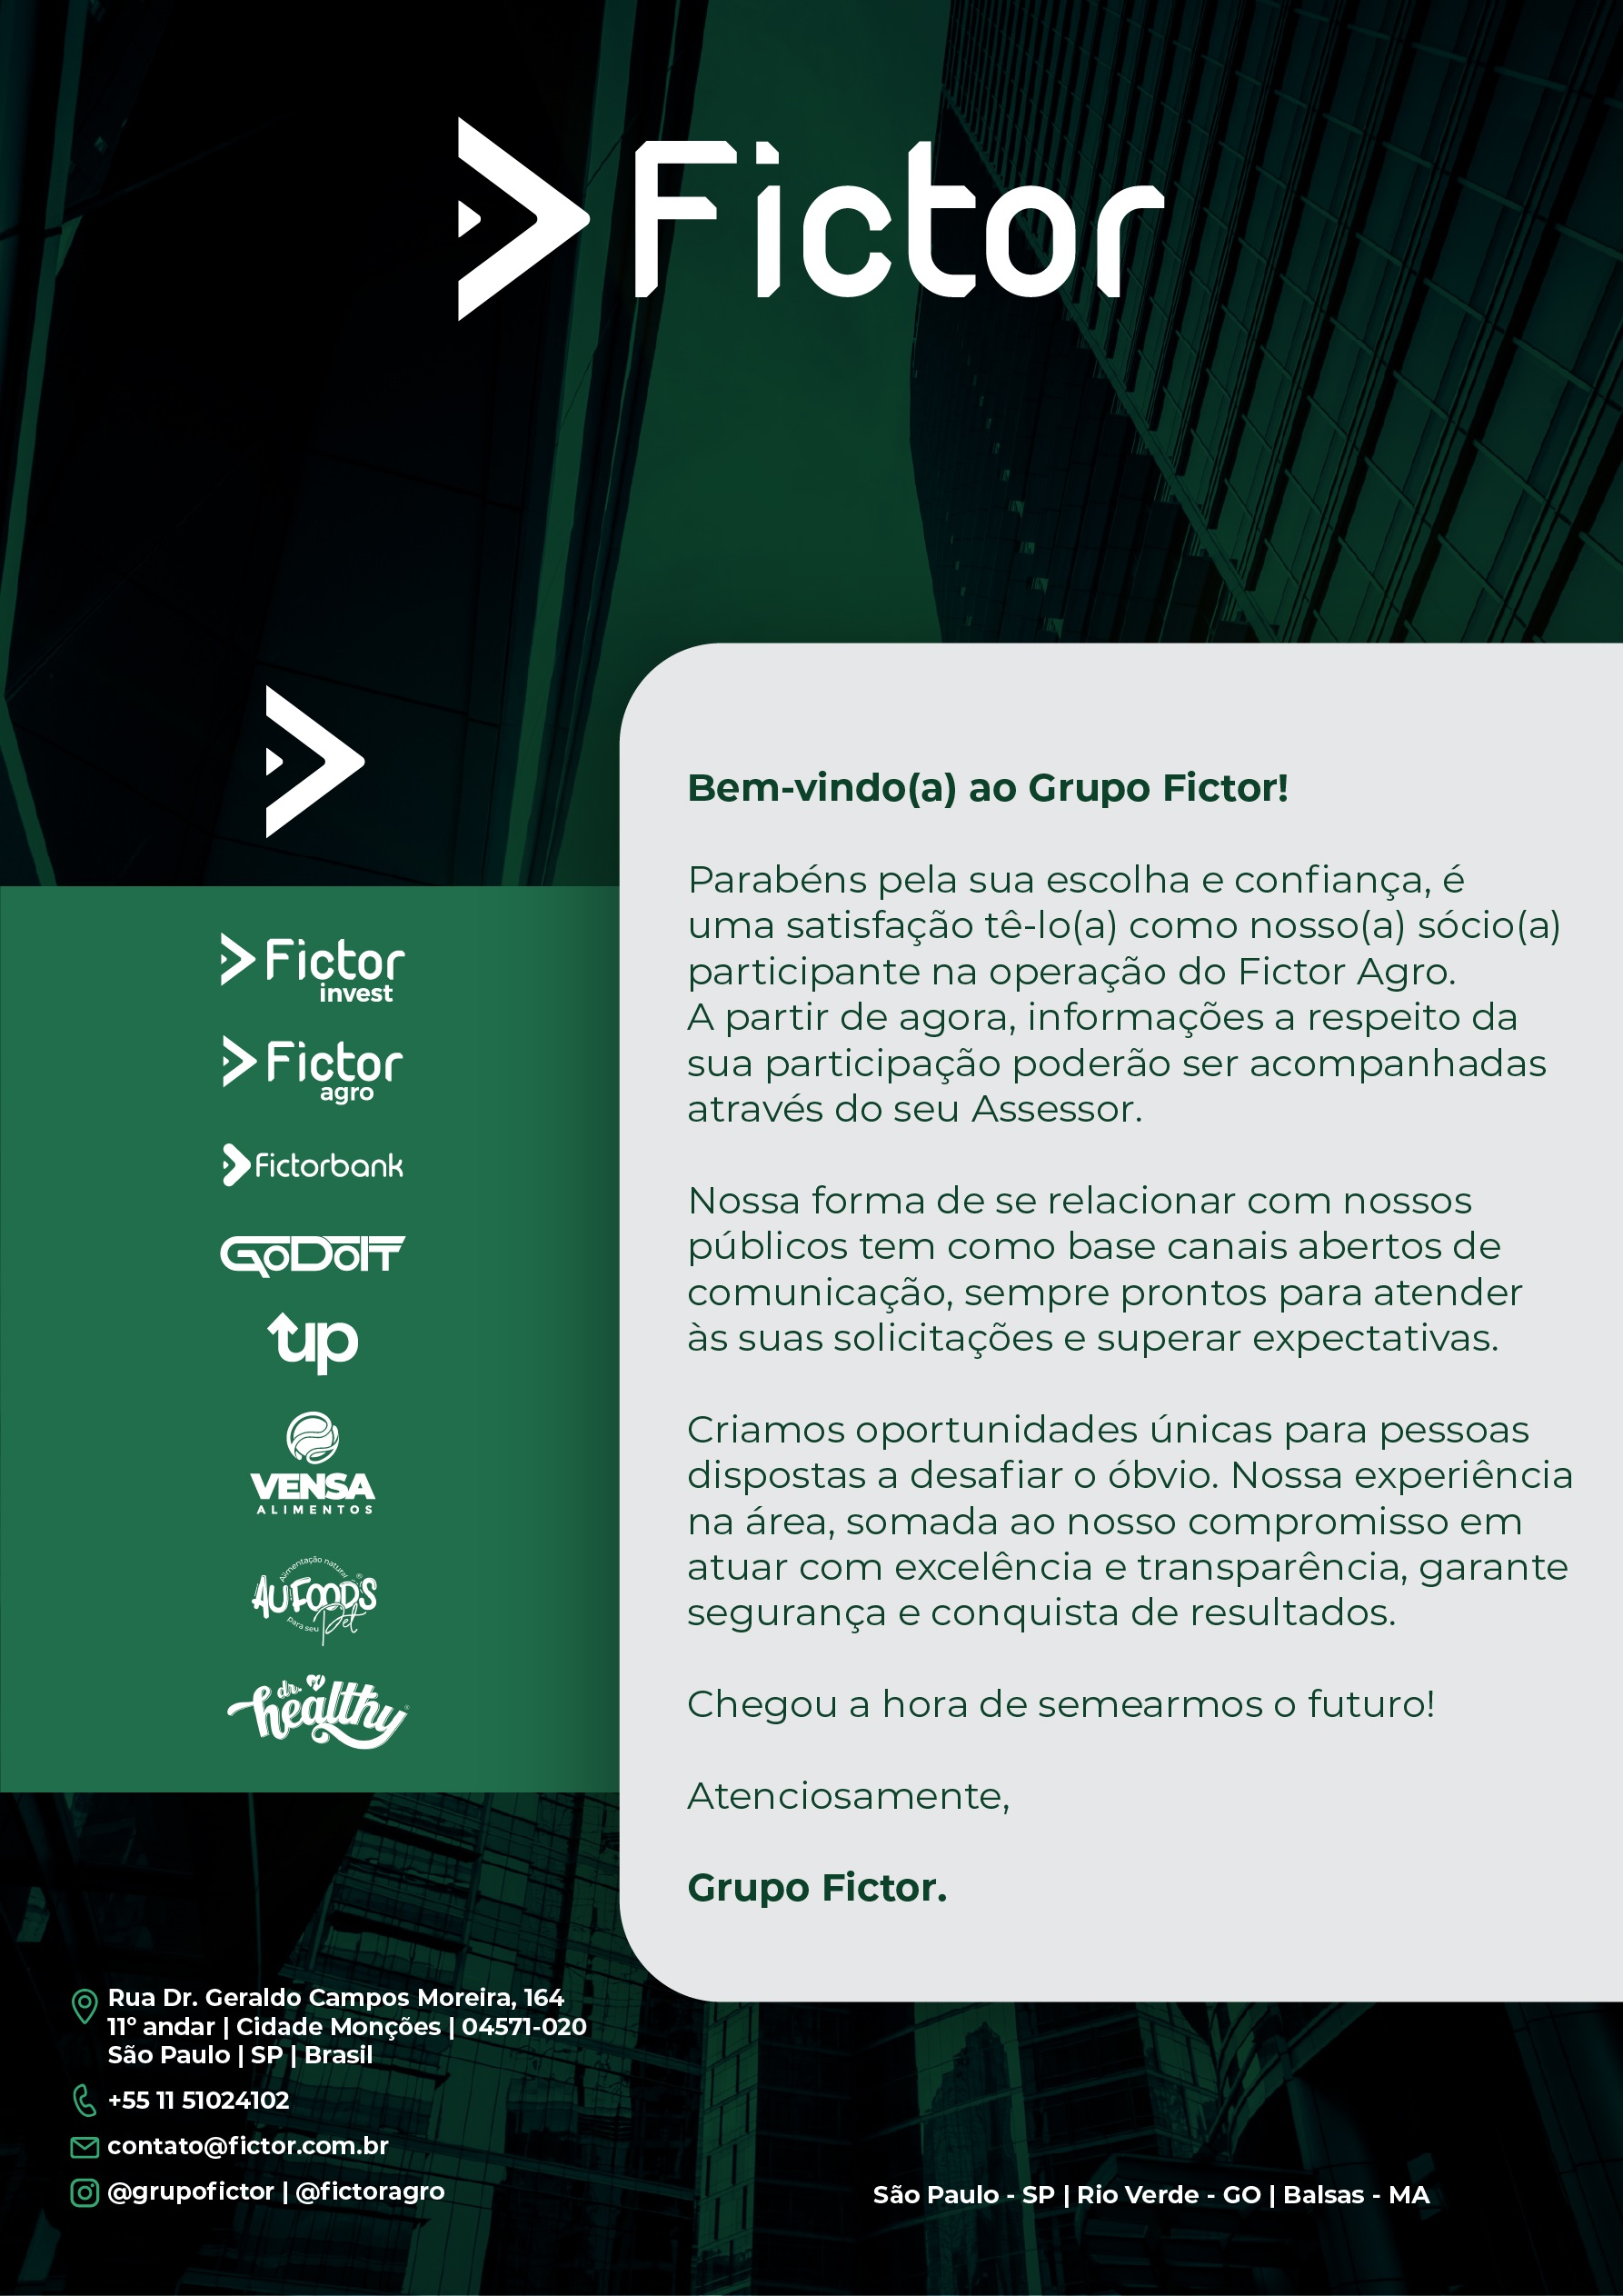 Fictor
Bem-vindo(a) ao Grupo Fictor!
Parabéns pela sua escolha e confiança, é
uma satisfação tê-lo(a) como nosso(a) sócio(a)
participante na operação do Fictor Agro.
A partir de agora, informações a respeito da
sua participação poderão ser acompanhadas
através do seu Assessor.
Nossa forma de se relacionar com nossos
públicos tem como base canais abertos de
comunicação, sempre prontos para atender
às suas solicitações e superar expectativas.
Criamos oportunidades únicas para pessoas
dispostas a desafiar o óbvio. Nossa experiência
na área, somada ao nosso compromisso em
atuar com excelência e transparência, garante
segurança e conquista de resultados.
Chegou a hora de semearmos o futuro!
Atenciosamente,
Grupo Fictor.
Fictor
invest
Fictor
agro
Fictorbank
GoDoIT
up
VENSA
ALIMENTOS
Alimentação natural
AUFOODS
para seu Pet
dr.
healthy
Rua Dr. Geraldo Campos Moreira, 164
11º andar | Cidade Monções | 04571-020
São Paulo | SP | Brasil
+55 11 51024102
contato@fictor.com.br
@grupofictor | @fictoragro
São Paulo - SP | Rio Verde - GO | Balsas - MA